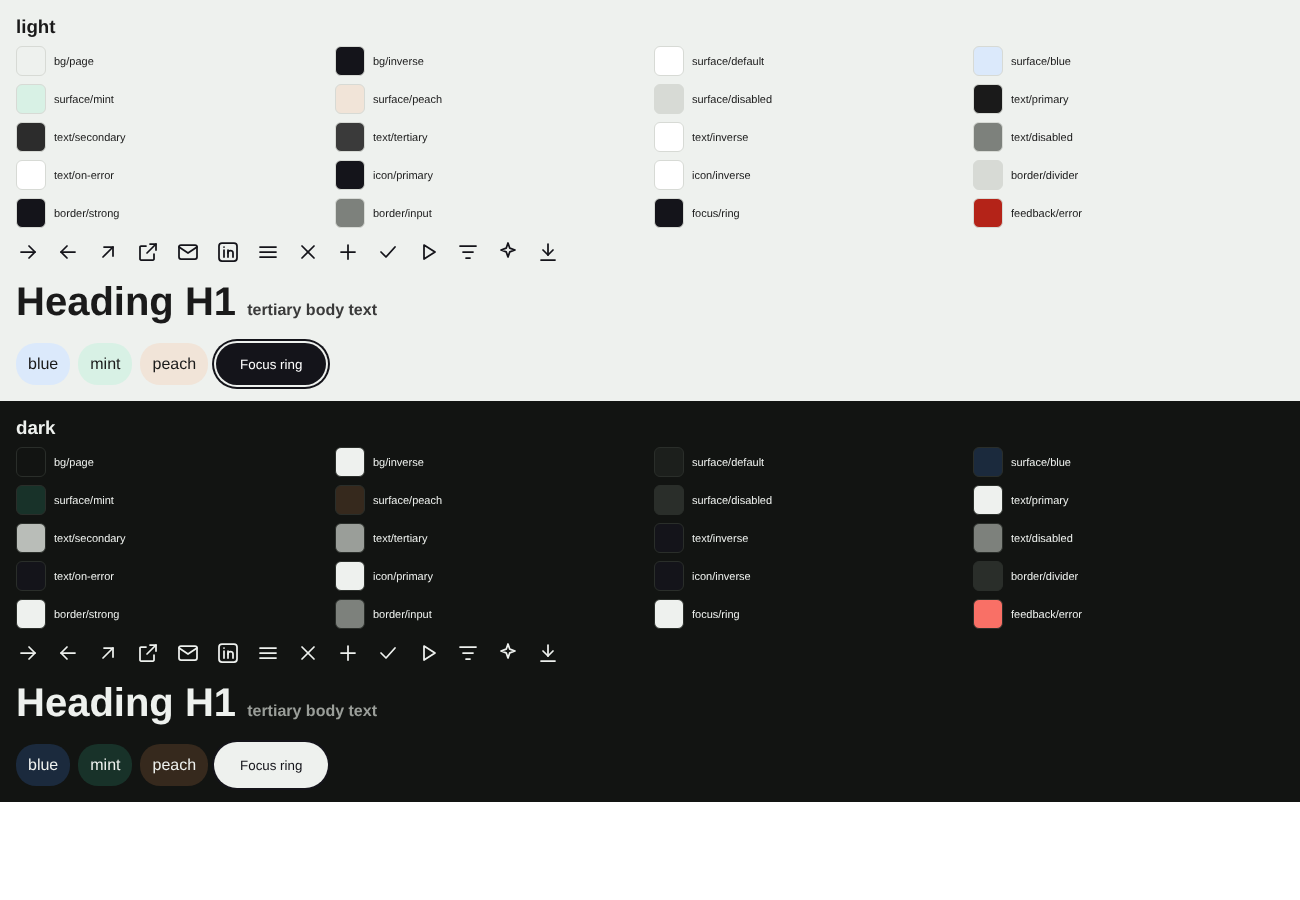 light
bg/page bg/inverse surface/default surface/blue
surface/mint surface/peach surface/disabled text/primary
text/secondary text/tertiary text/inverse text/disabled
text/on-error icon/primary icon/inverse border/divider
border/strong border/input focus/ring feedback/error
in
Heading H1 tertiary body text
blue mint peach Focus ring
dark
bg/page bg/inverse surface/default surface/blue
surface/mint surface/peach surface/disabled text/primary
text/secondary text/tertiary text/inverse text/disabled
text/on-error icon/primary icon/inverse border/divider
border/strong border/input focus/ring feedback/error
in
Heading H1 tertiary body text
blue mint peach Focus ring